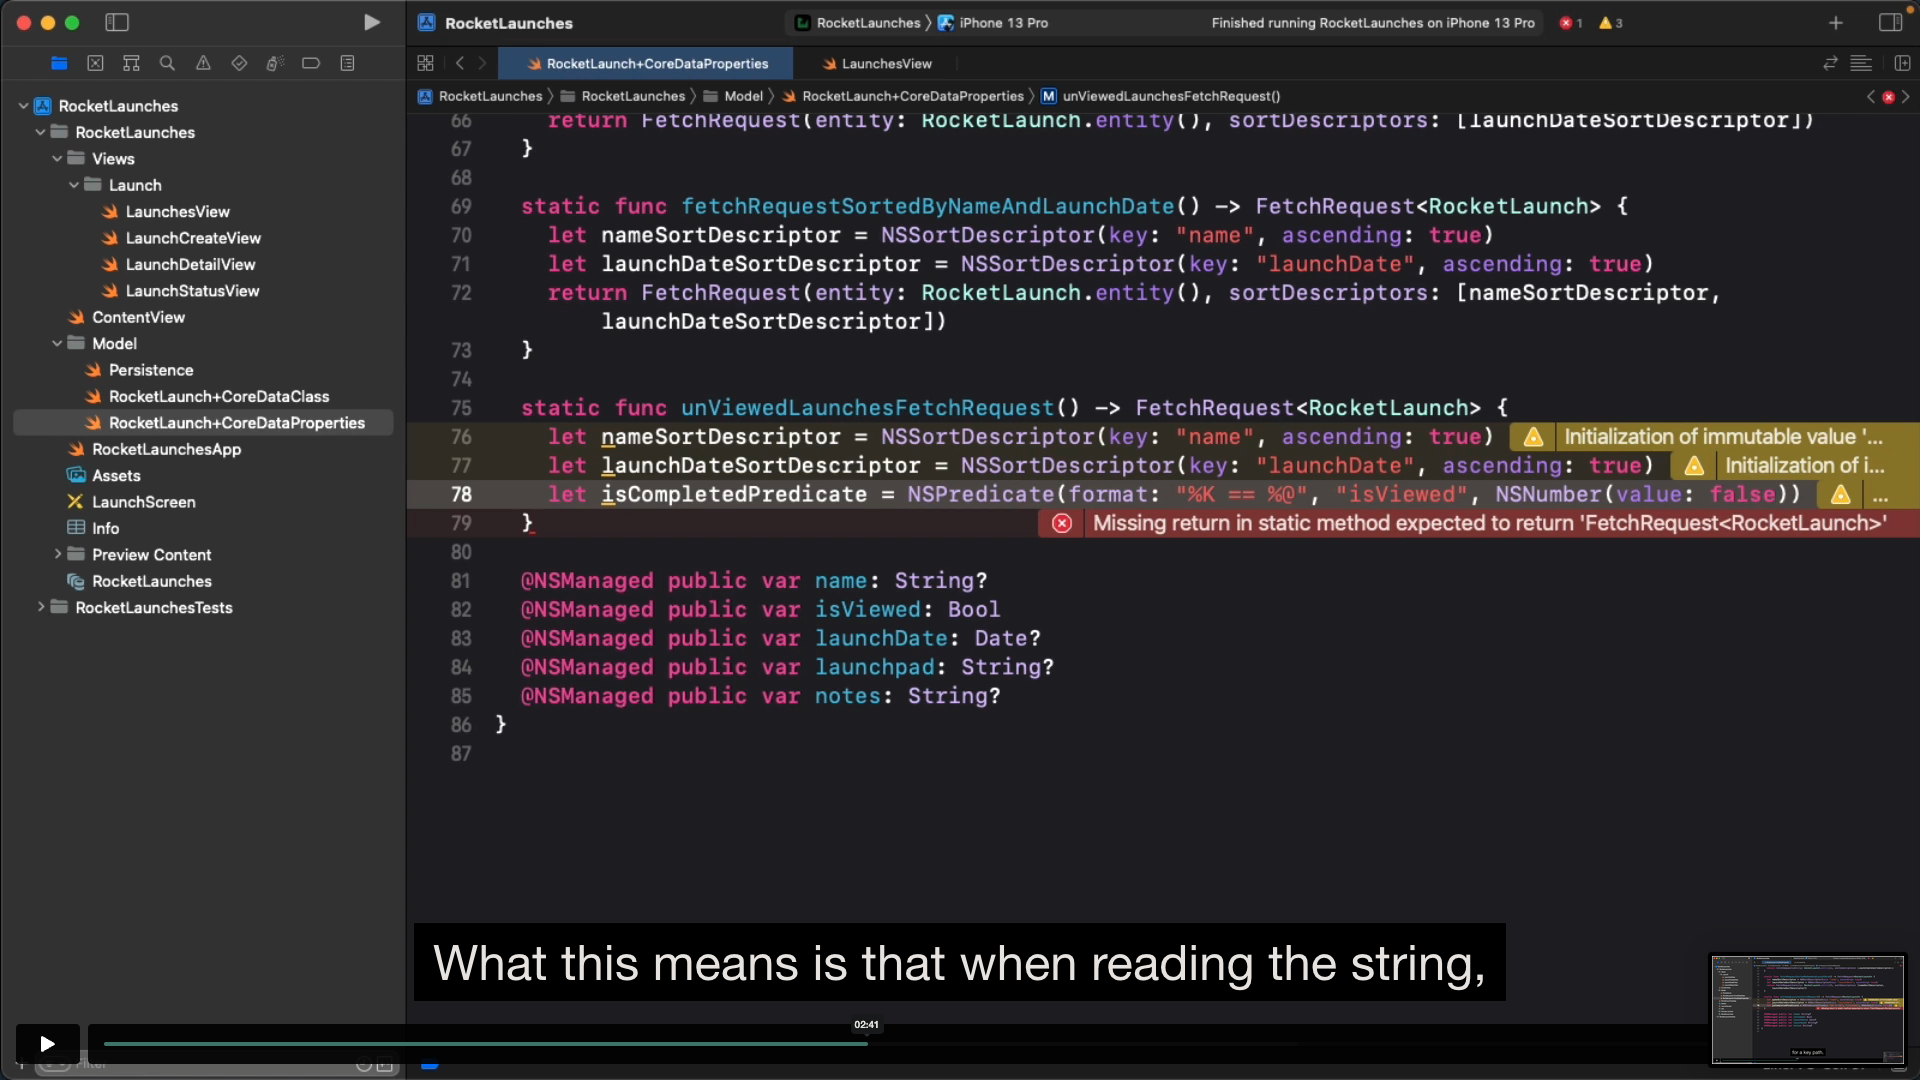 RocketLaunches
RocketLaunches
iPhone 13 Pro
Finished running RocketLaunches on iPhone 13 Pro
1
3
RocketLaunch+CoreDataProperties
LaunchesView
RocketLaunches
RocketLaunches
Model
RocketLaunch+CoreDataProperties
M
unViewedLaunchesFetchRequest()
RocketLaunches
RocketLaunches
Views
Launch
LaunchesView
LaunchCreateView
LaunchDetailView
LaunchStatusView
ContentView
Model
Persistence
RocketLaunch+CoreDataClass
RocketLaunch+CoreDataProperties
RocketLaunchesApp
Assets
LaunchScreen
Info
Preview Content
RocketLaunches
RocketLaunchesTests
66 return FetchRequest(entity: RocketLaunch.entity(), sortDescriptors: [launchDateSortDescriptor])
67 }
68
69 static func fetchRequestSortedByNameAndLaunchDate() -> FetchRequest<RocketLaunch> {
70 let nameSortDescriptor = NSSortDescriptor(key: "name", ascending: true)
71 let launchDateSortDescriptor = NSSortDescriptor(key: "launchDate", ascending: true)
72 return FetchRequest(entity: RocketLaunch.entity(), sortDescriptors: [nameSortDescriptor,
launchDateSortDescriptor])
73 }
74
75 static func unViewedLaunchesFetchRequest() -> FetchRequest<RocketLaunch> {
76 let nameSortDescriptor = NSSortDescriptor(key: "name", ascending: true) Initialization of immutable value '...
77 let launchDateSortDescriptor = NSSortDescriptor(key: "launchDate", ascending: true) Initialization of i...
78 let isCompletedPredicate = NSPredicate(format: "%K == %@", "isViewed", NSNumber(value: false)) ...
79 } Missing return in static method expected to return 'FetchRequest<RocketLaunch>'
80
81 @NSManaged public var name: String?
82 @NSManaged public var isViewed: Bool
83 @NSManaged public var launchDate: Date?
84 @NSManaged public var launchpad: String?
85 @NSManaged public var notes: String?
86 }
87
What this means is that when reading the string,
02:41
Filter
for a key path.